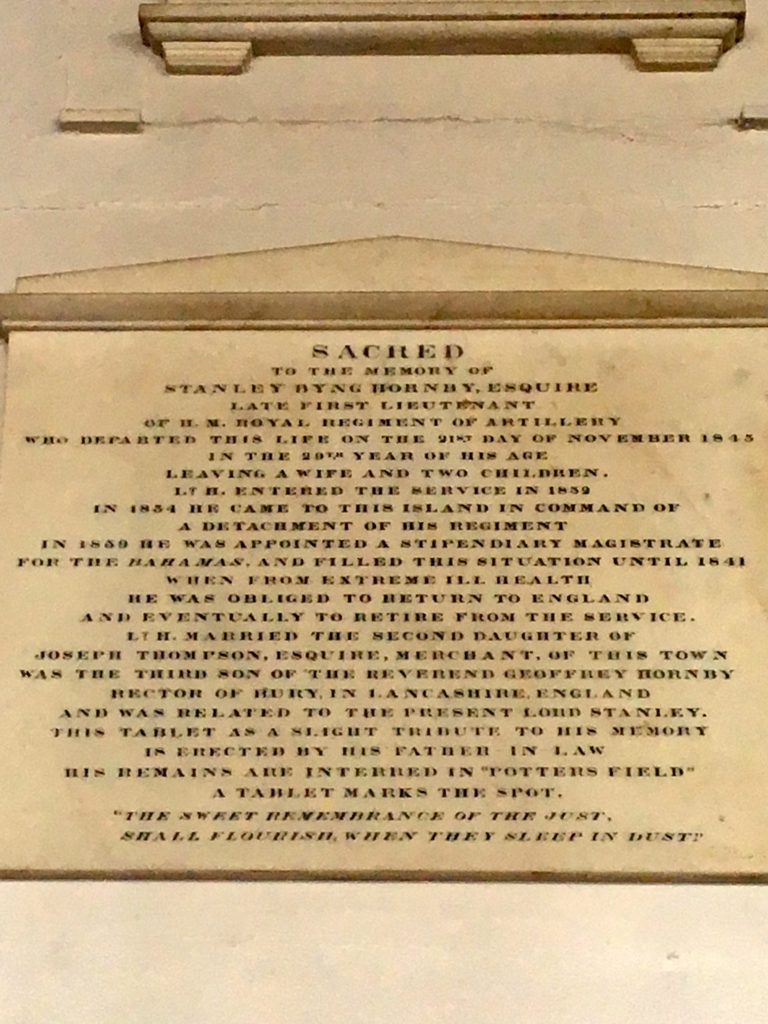 SACRED
TO THE MEMORY OF
STANLEY BYNG HORNBY, ESQUIRE
LATE FIRST LIEUTENANT
OF H. M. ROYAL REGIMENT OF ARTILLERY
WHO DEPARTED THIS LIFE ON THE 21ST DAY OF NOVEMBER 1845
IN THE 29TH YEAR OF HIS AGE
LEAVING A WIFE AND TWO CHILDREN.
LT H. ENTERED THE SERVICE IN 1832
IN 1834 HE CAME TO THIS ISLAND IN COMMAND OF
A DETACHMENT OF HIS REGIMENT
IN 1839 HE WAS APPOINTED A STIPENDIARY MAGISTRATE
FOR THE BAHAMAS, AND FILLED THIS SITUATION UNTIL 1841
WHEN FROM EXTREME ILL HEALTH
HE WAS OBLIGED TO RETURN TO ENGLAND
AND EVENTUALLY TO RETIRE FROM THE SERVICE.
LT H. MARRIED THE SECOND DAUGHTER OF
JOSEPH THOMPSON, ESQUIRE, MERCHANT, OF THIS TOWN
WAS THE THIRD SON OF THE REVEREND GEOFFREY HORNBY
RECTOR OF BURY, IN LANCASHIRE, ENGLAND
AND WAS RELATED TO THE PRESENT LORD STANLEY.
THIS TABLET AS A SLIGHT TRIBUTE TO HIS MEMORY
IS ERECTED BY HIS FATHER IN LAW
HIS REMAINS ARE INTERRED IN "POTTERS FIELD"
A TABLET MARKS THE SPOT.
"THE SWEET REMEMBRANCE OF THE JUST,
SHALL FLOURISH, WHEN THEY SLEEP IN DUST."